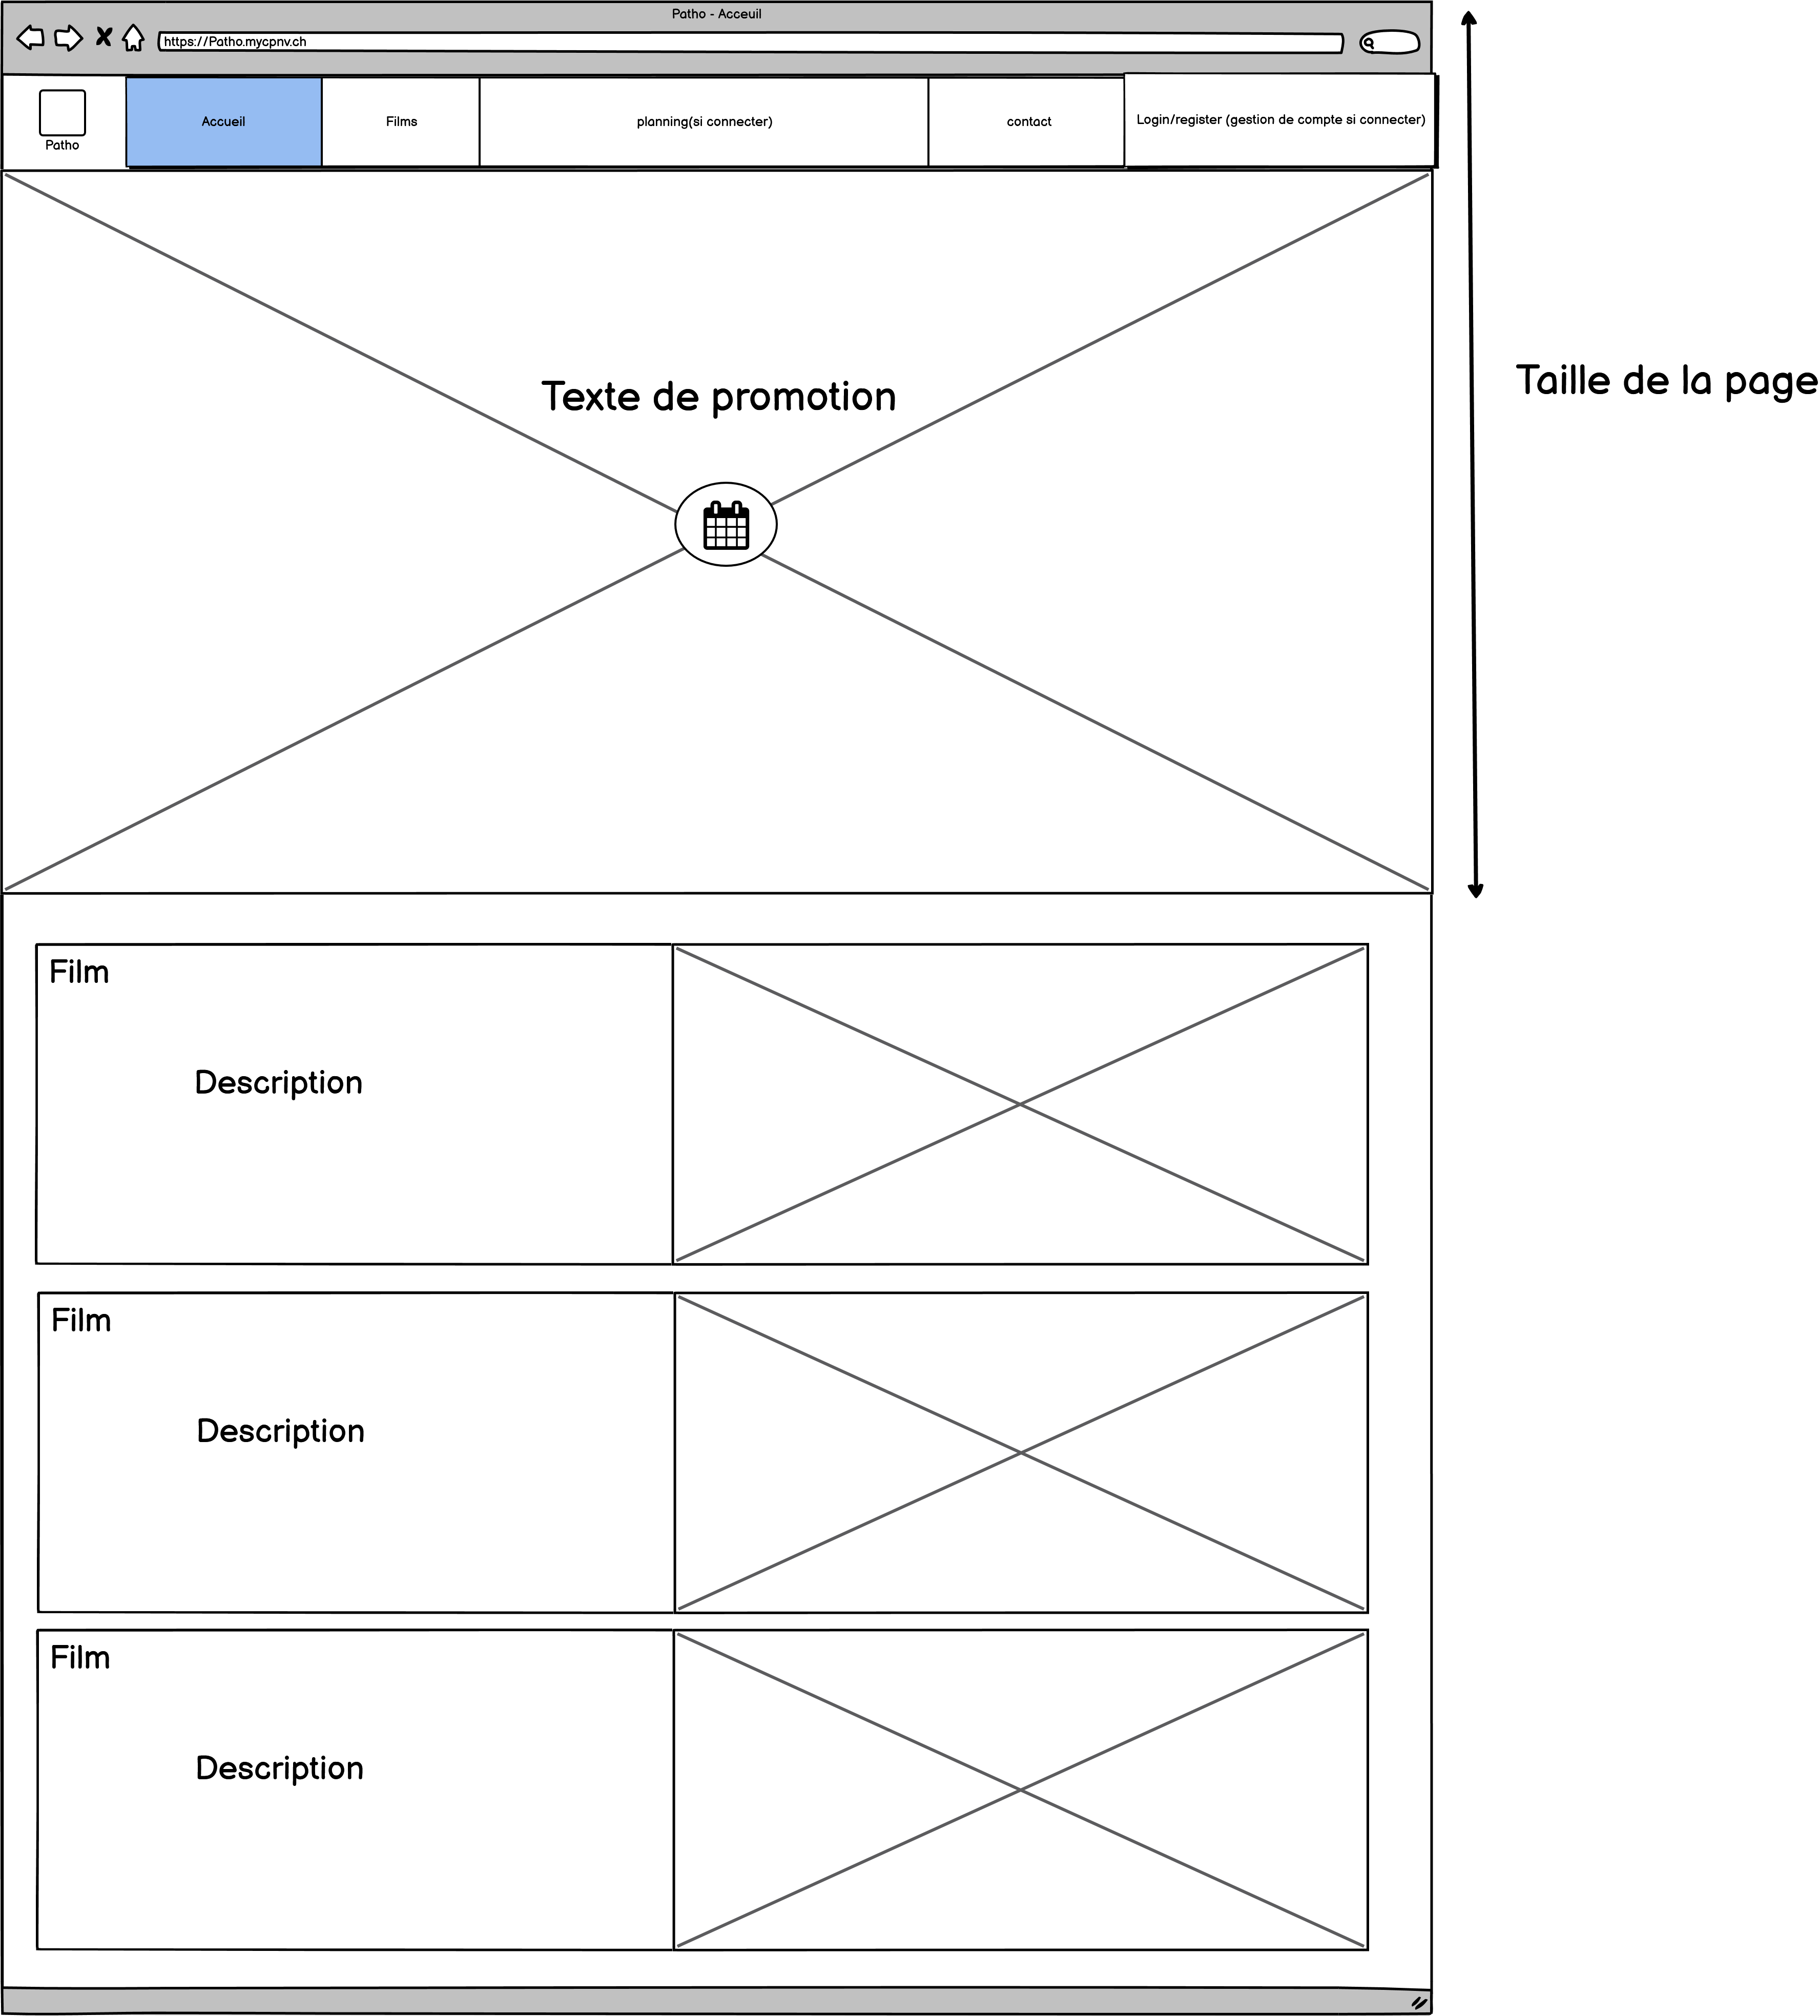 Patho - Acceuil
https://Patho.mycpnv.ch
Patho
Accueil
Films
planning(si connecter)
contact
Login/register (gestion de compte si connecter)
Texte de promotion
Taille de la page
Film
Description
Film
Description
Film
Description